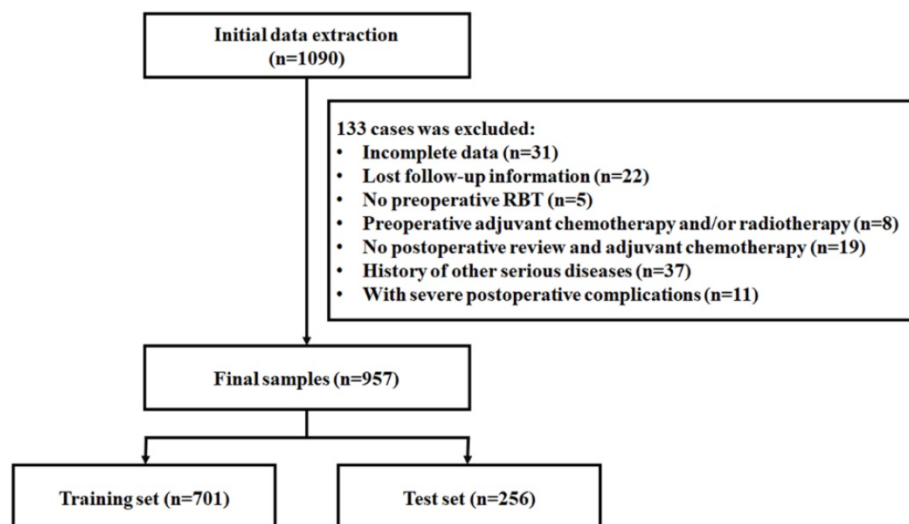 Initial data extraction
(n=1090)
133 cases was excluded:
• Incomplete data (n=31)
• Lost follow-up information (n=22)
• No preoperative RBT (n=5)
• Preoperative adjuvant chemotherapy and/or radiotherapy (n=8)
• No postoperative review and adjuvant chemotherapy (n=19)
• History of other serious diseases (n=37)
• With severe postoperative complications (n=11)
Final samples (n=957)
Training set (n=701)
Test set (n=256)